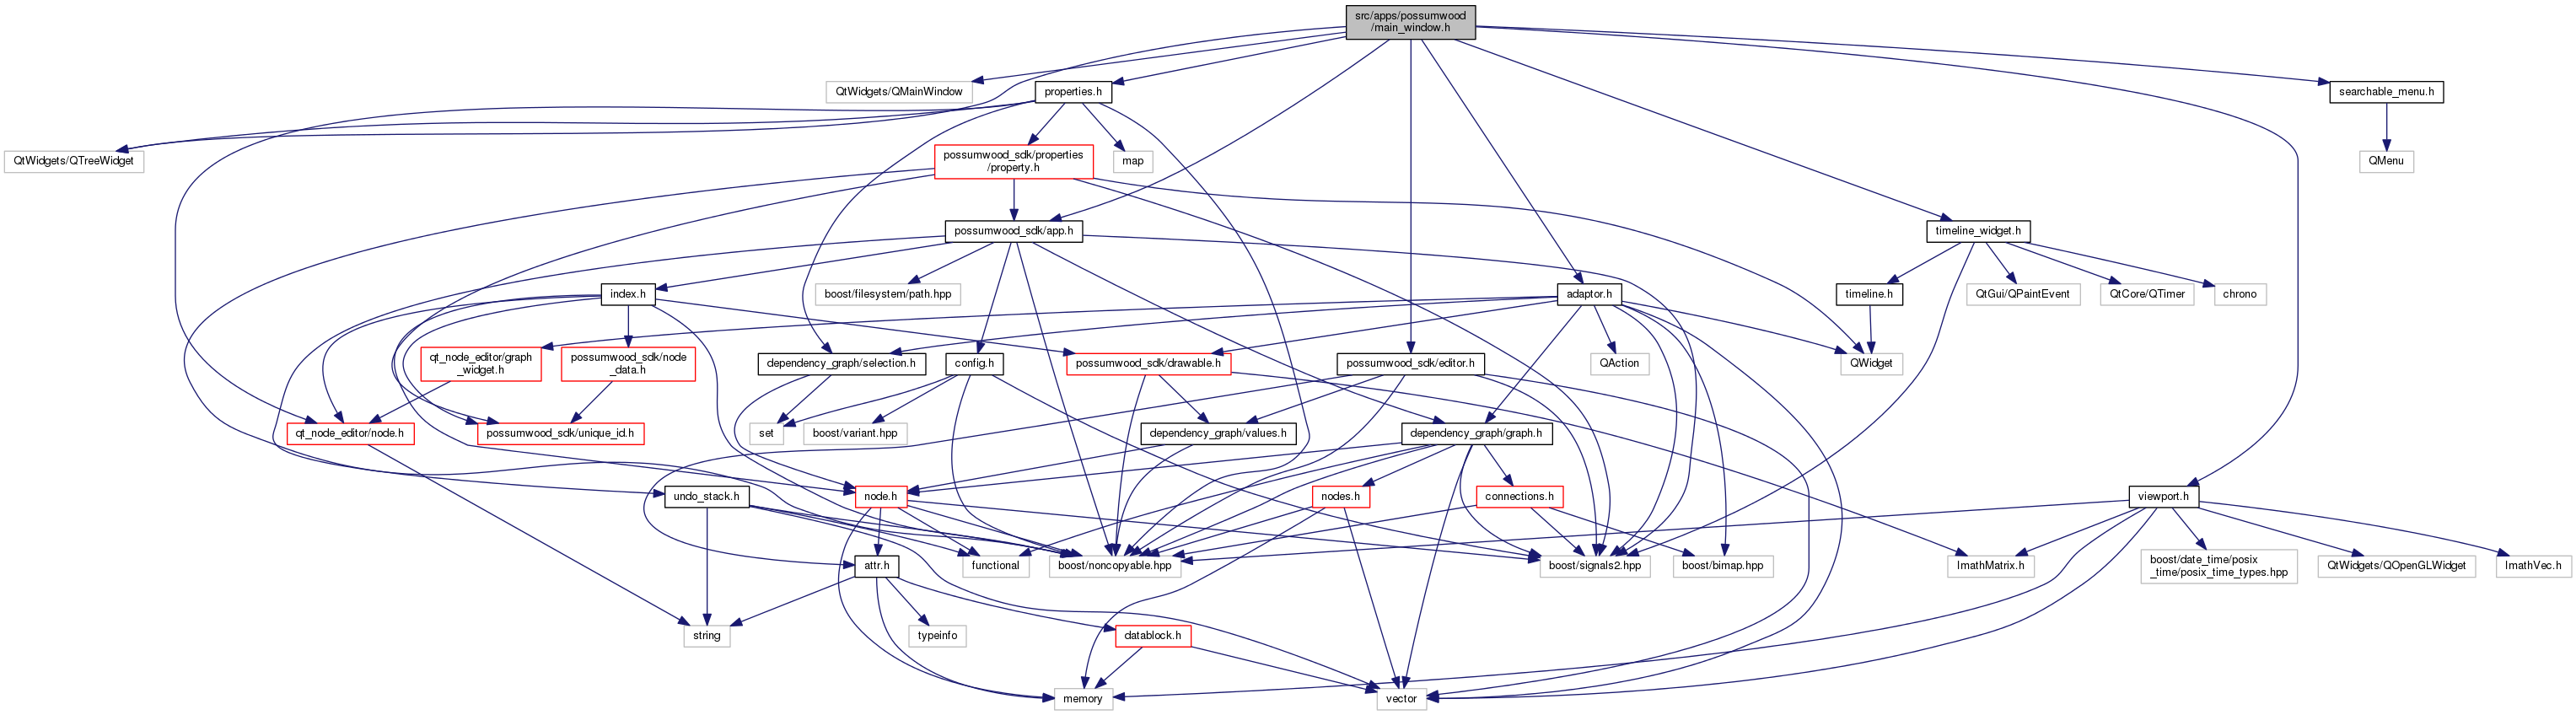 src/apps/possumwood
/main_window.h
QtWidgets/QMainWindow
properties.h
searchable_menu.h
QtWidgets/QTreeWidget
possumwood_sdk/properties
/property.h
map
QMenu
possumwood_sdk/app.h
timeline_widget.h
index.h
boost/filesystem/path.hpp
adaptor.h
timeline.h
QtGui/QPaintEvent
QtCore/QTimer
chrono
qt_node_editor/graph
_widget.h
possumwood_sdk/node
_data.h
dependency_graph/selection.h
config.h
possumwood_sdk/drawable.h
possumwood_sdk/editor.h
QAction
QWidget
qt_node_editor/node.h
possumwood_sdk/unique_id.h
set
boost/variant.hpp
dependency_graph/values.h
dependency_graph/graph.h
undo_stack.h
node.h
nodes.h
connections.h
viewport.h
attr.h
functional
boost/noncopyable.hpp
boost/signals2.hpp
boost/bimap.hpp
ImathMatrix.h
boost/date_time/posix
_time/posix_time_types.hpp
QtWidgets/QOpenGLWidget
ImathVec.h
string
typeinfo
datablock.h
memory
vector